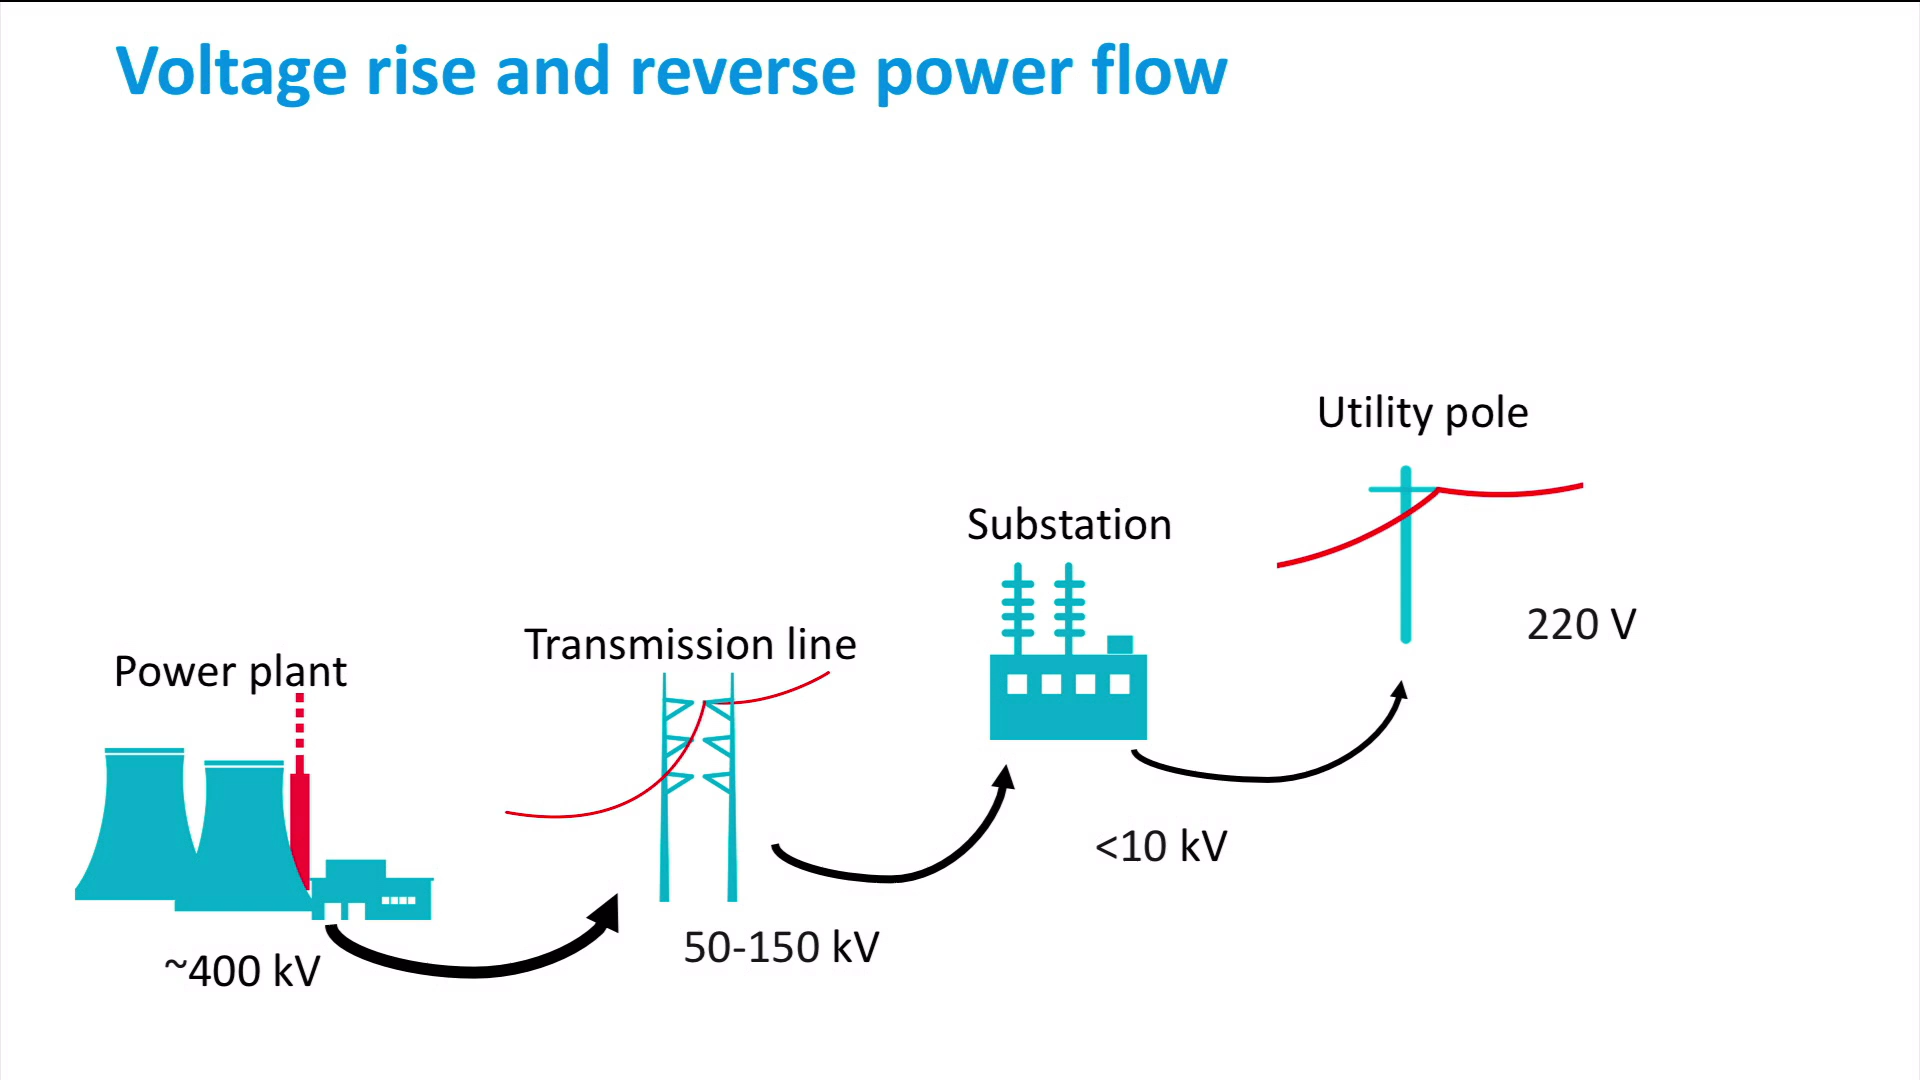 Voltage rise and reverse power flow
Utility pole
Substation
220 V
Transmission line
Power plant
<10 kV
50-150 kV
~400 kV